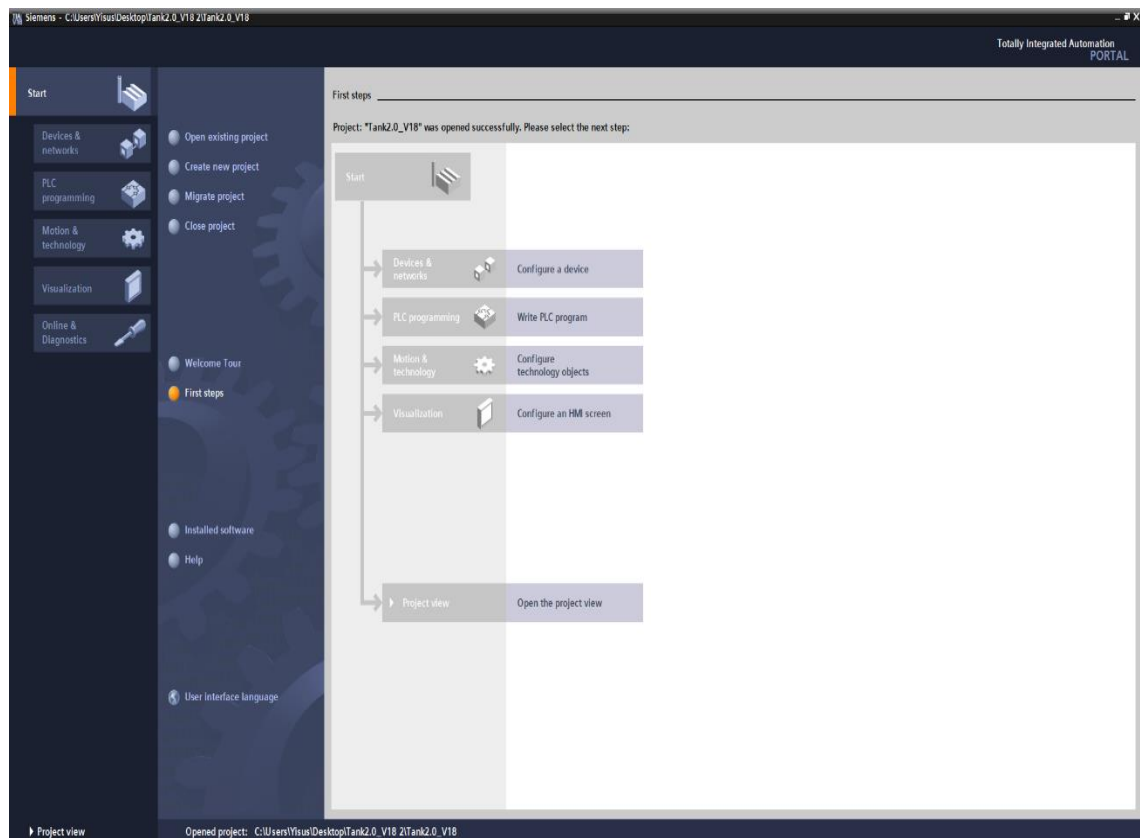 Siemens - C:\Users\Yisus\Desktop\Tank2.0_V18 2\Tank2.0_V18
Totally Integrated Automation
PORTAL
Start
Devices &
networks
PLC
programming
Motion &
technology
Visualization
Online &
Diagnostics
Open existing project
Create new project
Migrate project
Close project
Welcome Tour
First steps
Installed software
Help
User interface language
First steps
Project: "Tank2.0_V18" was opened successfully. Please select the next step:
Start
Devices &
networks
Configure a device
PLC programming
Write PLC program
Motion &
technology
Configure
technology objects
Visualization
Configure an HMI screen
Project view
Open the project view
Project view
Opened project: C:\Users\Yisus\Desktop\Tank2.0_V18 2\Tank2.0_V18